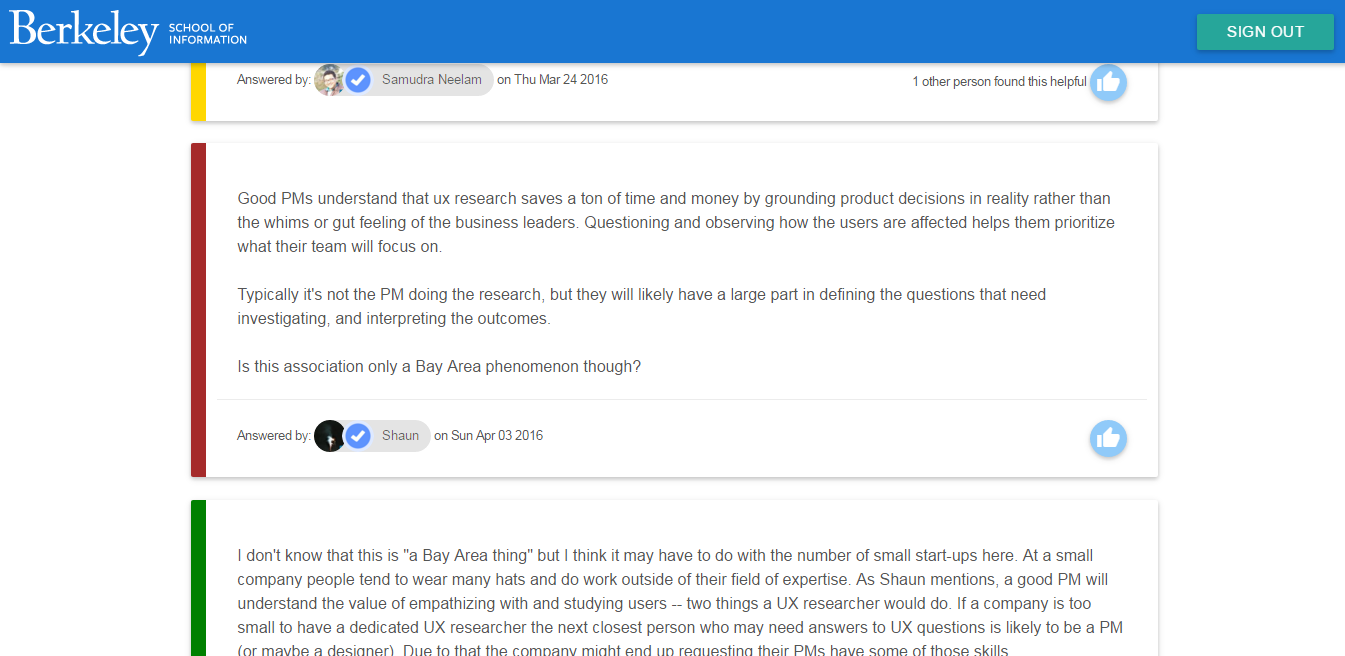 Berkeley SCHOOL OF
INFORMATION
SIGN OUT
Answered by: Samudra Neelam on Thu Mar 24 2016
1 other person found this helpful
Good PMs understand that ux research saves a ton of time and money by grounding product decisions in reality rather than
the whims or gut feeling of the business leaders. Questioning and observing how the users are affected helps them prioritize
what their team will focus on.
Typically it's not the PM doing the research, but they will likely have a large part in defining the questions that need
investigating, and interpreting the outcomes.
Is this association only a Bay Area phenomenon though?
Answered by: Shaun on Sun Apr 03 2016
I don't know that this is "a Bay Area thing" but I think it may have to do with the number of small start-ups here. At a small
company people tend to wear many hats and do work outside of their field of expertise. As Shaun mentions, a good PM will
understand the value of empathizing with and studying users -- two things a UX researcher would do. If a company is too
small to have a dedicated UX researcher the next closest person who may need answers to UX questions is likely to be a PM
(or maybe a designer). Due to that the company might end up requesting their PMs have some of those skills.